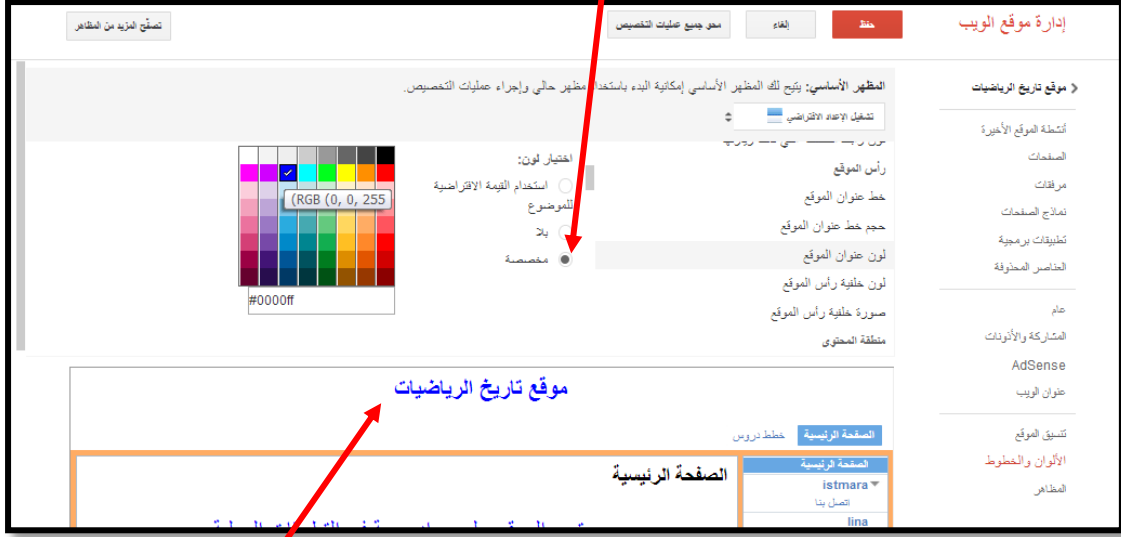 إدارة موقع الويب
حفظ
إلغاء
محو جميع عمليات التخصيص
تصفّح المزيد من المظاهر
موقع تاريخ الرياضيات
أنشطة الموقع الأخيرة
الصفحات
مرفقات
نماذج الصفحات
تطبيقات برمجية
العناصر المحذوفة
عام
المشاركة والأذونات
AdSense
عنوان الويب
تنسيق الموقع
الألوان والخطوط
المظاهر
المظهر الأساسي: يتيح لك المظهر الأساسي إمكانية البدء باستخدام مظهر حالي وإجراء عمليات التخصيص.
تشغيل الإعداد الافتراضي
رأس الموقع
خط عنوان الموقع
حجم خط عنوان الموقع
لون عنوان الموقع
لون خلفية رأس الموقع
صورة خلفية رأس الموقع
منطقة المحتوى
اختيار لون:
استخدام القيمة الافتراضية
للموضوع
بلا
مخصصة
(RGB (0, 0, 255
#0000ff
موقع تاريخ الرياضيات
الصفحة الرئيسية
خطط دروس
الصفحة الرئيسية
istmara
اتصل بنا
lina
الصفحة الرئيسية